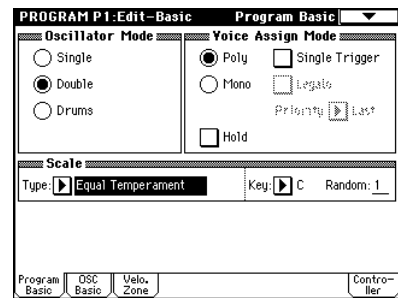 PROGRAM P1:Edit-Basic Program Basic
Oscillator Mode
Single
Double
Drums
Voice Assign Mode
Poly Single Trigger
Mono Legato
Priority: Last
Hold
Scale
Type: Equal Temperament Key: C Random: 1
Program Basic
OSC Basic
Velo. Zone
Contro-ller